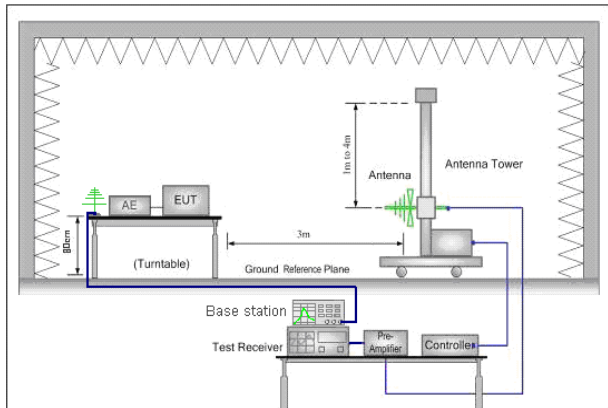 1m to 4m
Antenna
Antenna Tower
AE
EUT
80cm
3m
(Turntable)
Ground Reference Plane
Base station
Test Receiver
Pre-
Amplifier
Controller